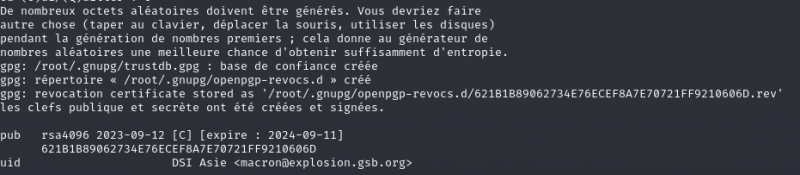 De nombreux octets aléatoires doivent être générés. Vous devriez faire
autre chose (taper au clavier, déplacer la souris, utiliser les disques)
pendant la génération de nombres premiers ; cela donne au générateur de
nombres aléatoires une meilleure chance d'obtenir suffisamment d'entropie.
gpg: /root/.gnupg/trustdb.gpg : base de confiance créée
gpg: répertoire « /root/.gnupg/openpgp-revocs.d » créé
gpg: revocation certificate stored as '/root/.gnupg/openpgp-revocs.d/621B1B89062734E76ECEF8A7E70721FF9210606D.rev'
les clefs publique et secrète ont été créées et signées.
pub   rsa4096 2023-09-12 [C] [expire : 2024-09-11]
      621B1B89062734E76ECEF8A7E70721FF9210606D
uid                      DSI Asie <macron@explosion.gsb.org>